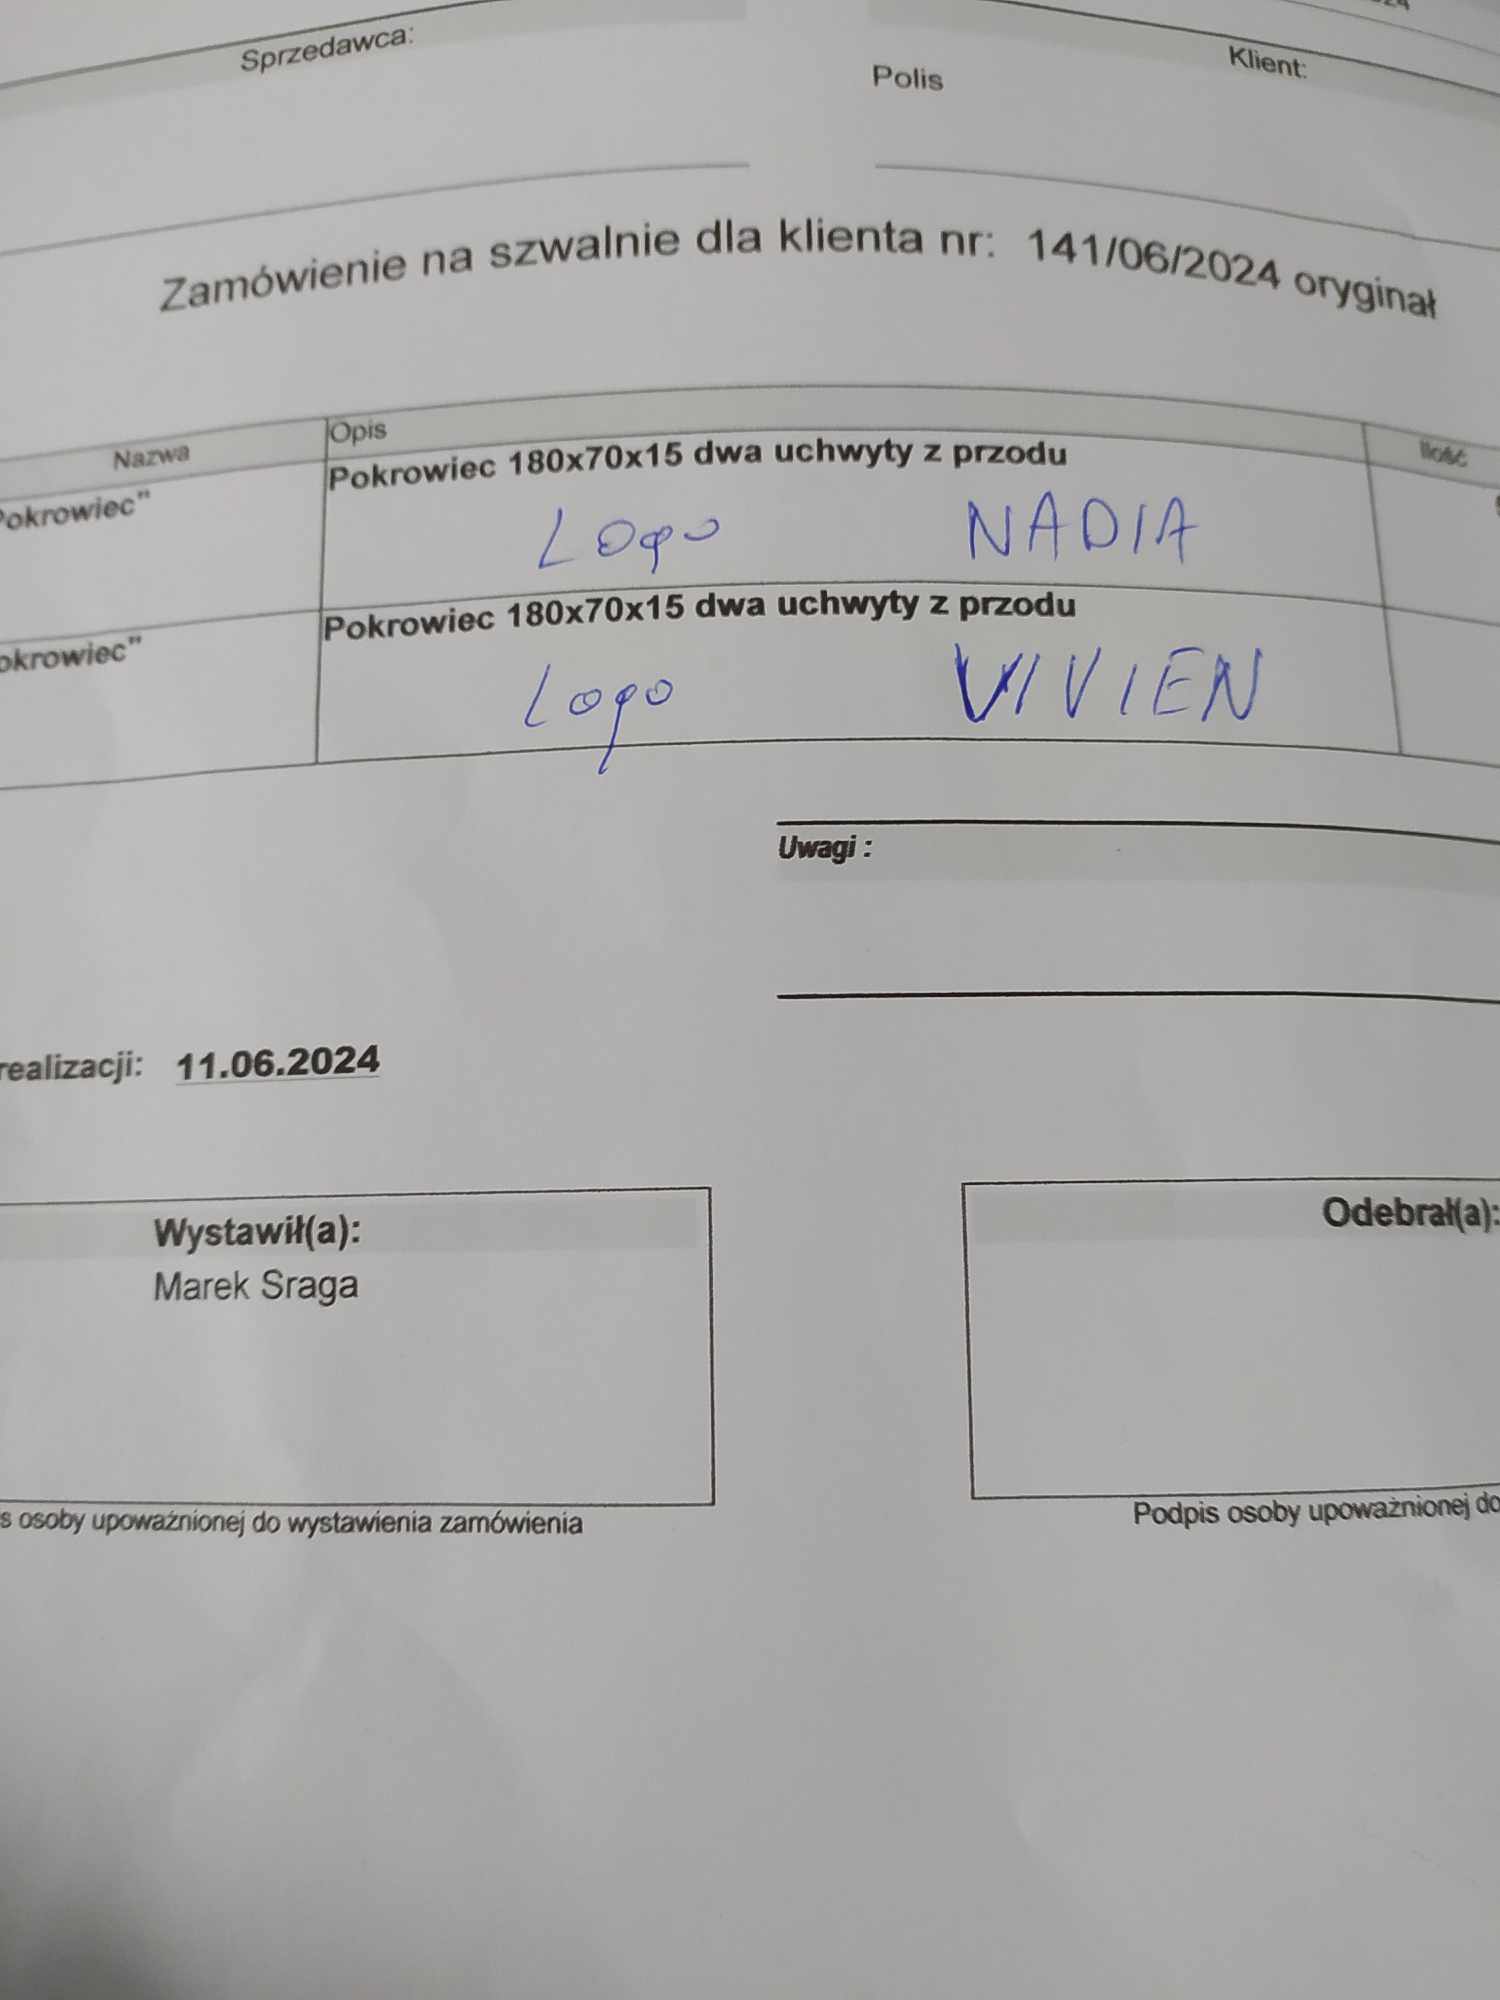 Sprzedawca:
Klient:
Polis
Zamówienie na szwalnie dla klienta nr: 141/06/2024 oryginał
Nazwa Opis Ilość
Pokrowiec" Pokrowiec 180x70x15 dwa uchwyty z przodu
Logo NADIA
okrowiec" Pokrowiec 180x70x15 dwa uchwyty z przodu
Logo VIVIEN
Uwagi :
realizacji: 11.06.2024
Wystawił(a): Odebrał(a):
Marek Sraga
s osoby upoważnionej do wystawienia zamówienia
Podpis osoby upoważnionej do